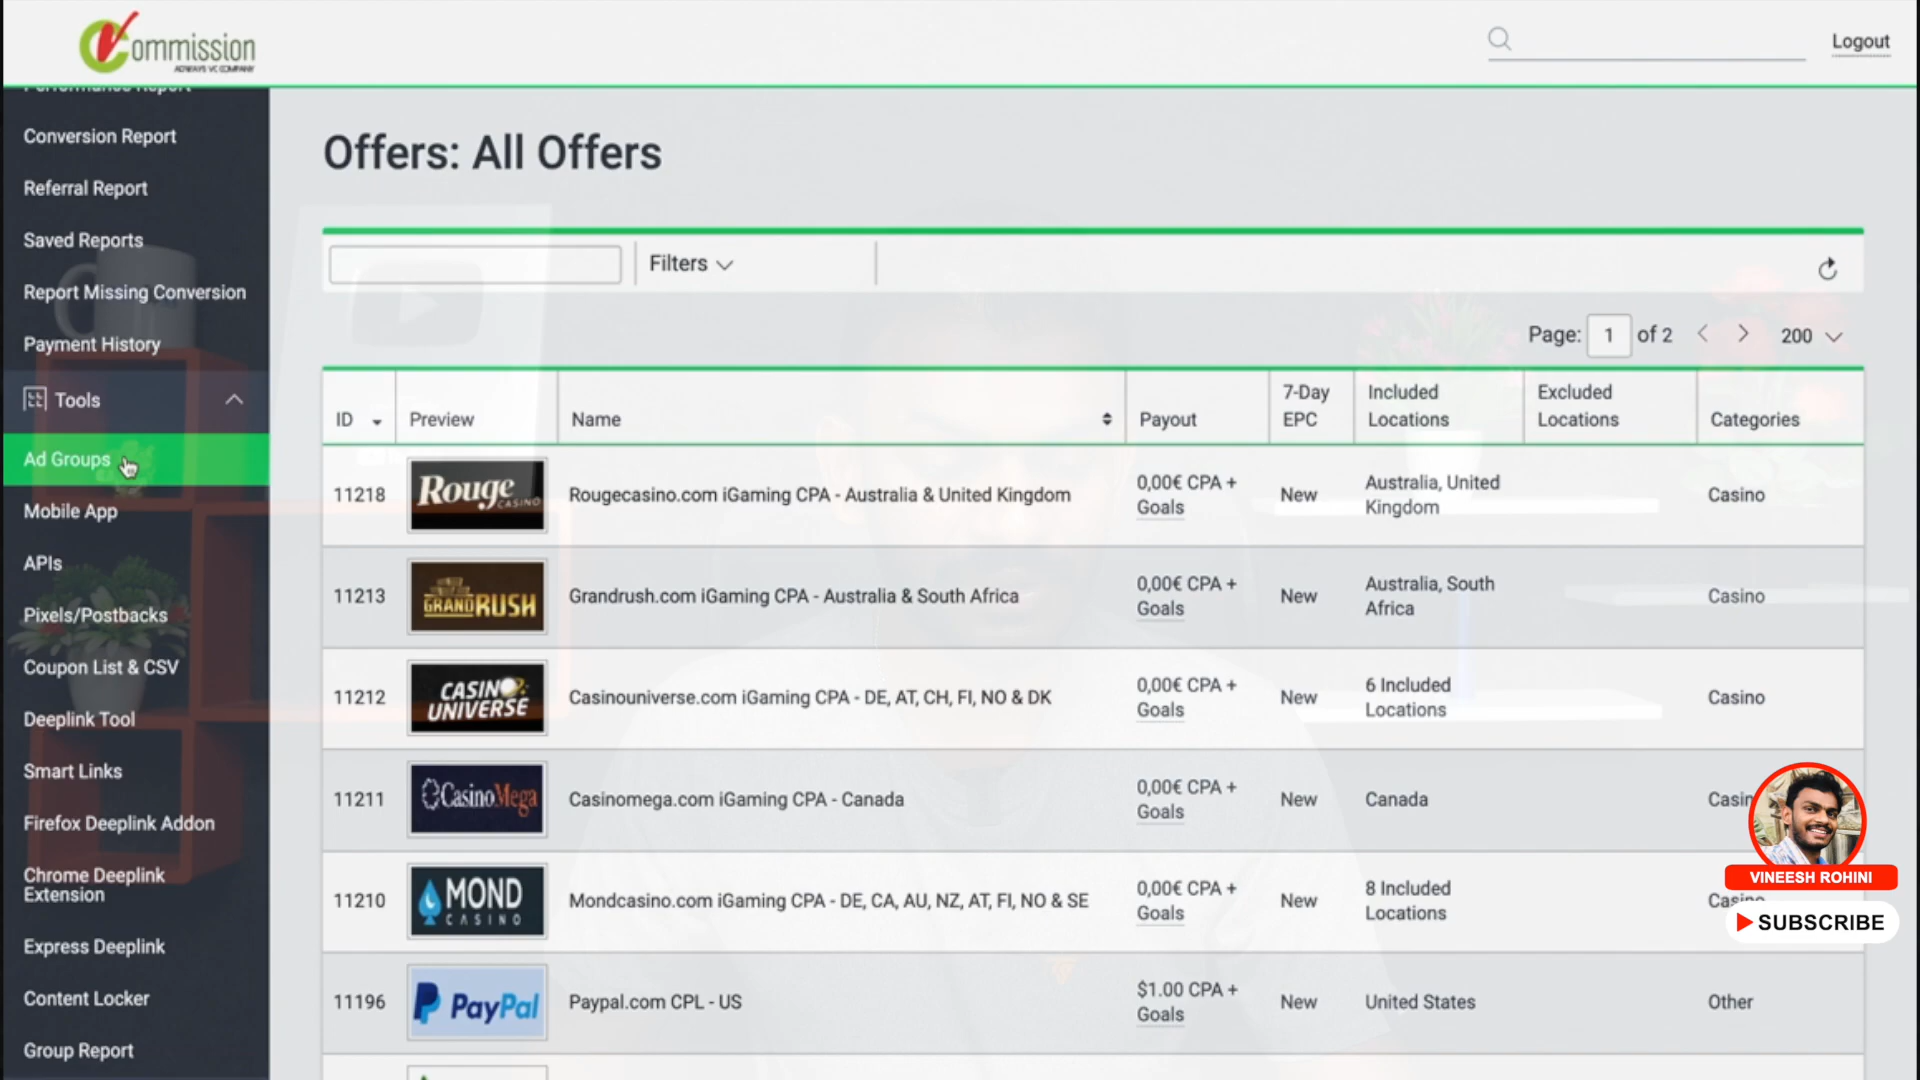 Commission
ADWAYS VC COMPANY
Logout
Performance Report
Conversion Report
Referral Report
Saved Reports
Report Missing Conversion
Payment History
Tools
Ad Groups
Mobile App
APIs
Pixels/Postbacks
Coupon List & CSV
Deeplink Tool
Smart Links
Firefox Deeplink Addon
Chrome Deeplink
Extension
Express Deeplink
Content Locker
Group Report
Offers: All Offers
Filters
Page: 1 of 2 200
ID Preview Name Payout 7-Day EPC Included Locations Excluded Locations Categories
11218 Rouge CASINO Rougecasino.com iGaming CPA - Australia & United Kingdom 0,00€ CPA + Goals New Australia, United Kingdom Casino
11213 GRANDRUSH Grandrush.com iGaming CPA - Australia & South Africa 0,00€ CPA + Goals New Australia, South Africa Casino
11212 CASINO UNIVERSE Casinouniverse.com iGaming CPA - DE, AT, CH, FI, NO & DK 0,00€ CPA + Goals New 6 Included Locations Casino
11211 CasinoMega Casinomega.com iGaming CPA - Canada 0,00€ CPA + Goals New Canada
11210 MOND CASINO Mondcasino.com iGaming CPA - DE, CA, AU, NZ, AT, FI, NO & SE 0,00€ CPA + Goals New 8 Included Locations Casino
11196 PayPal Paypal.com CPL - US $1.00 CPA + Goals New United States Other
VINEESH ROHINI
SUBSCRIBE